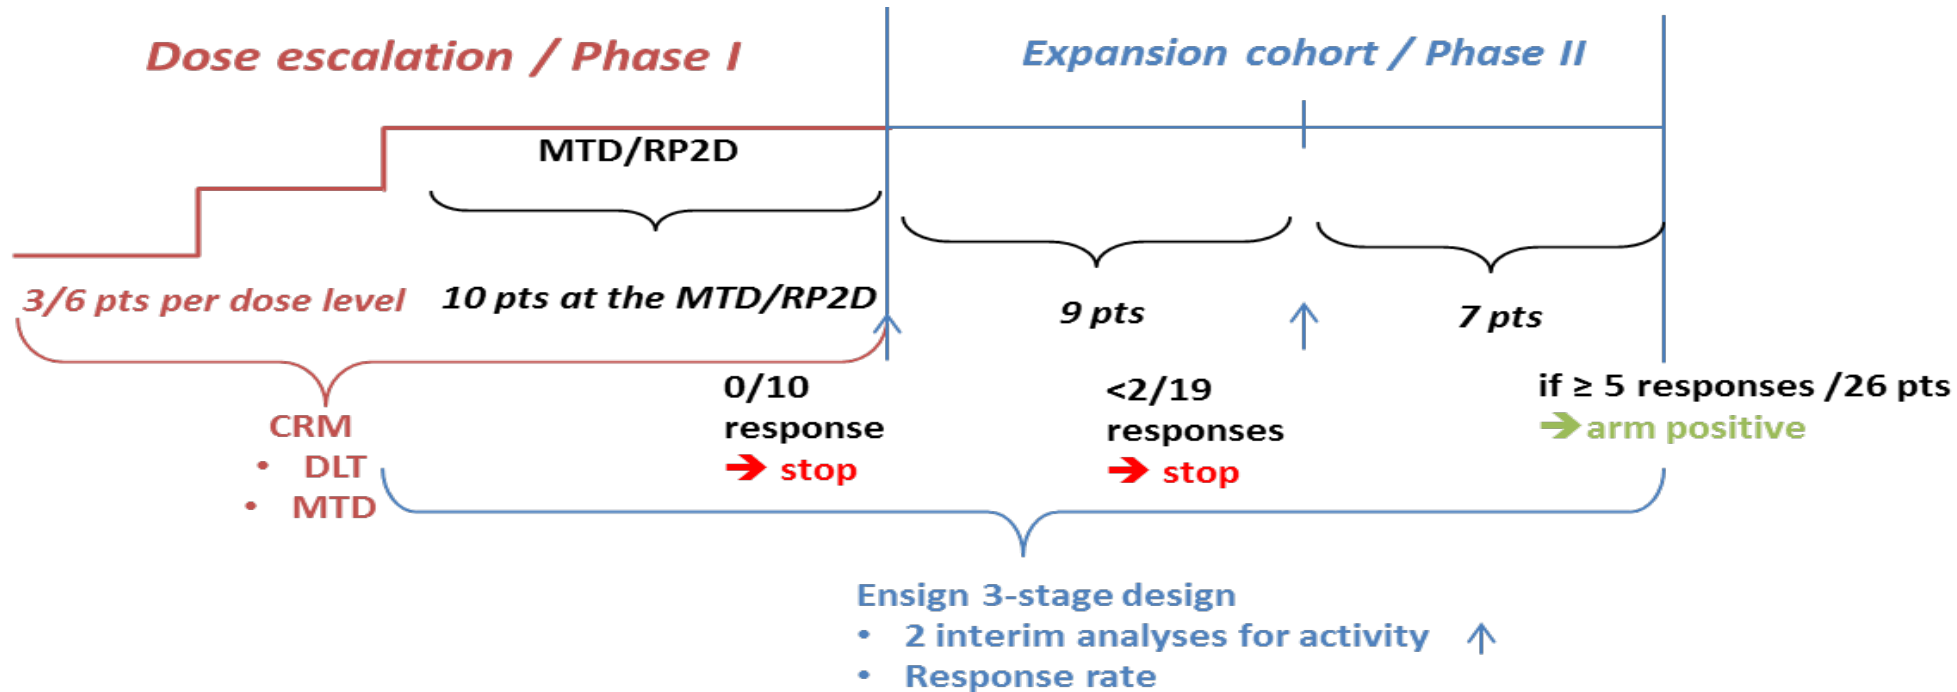 Dose escalation / Phase I
Expansion cohort / Phase II
MTD/RP2D
3/6 pts per dose level
10 pts at the MTD/RP2D
9 pts
7 pts
0/10
response
➔ stop
<2/19
responses
➔ stop
if ≥ 5 responses /26 pts
➔ arm positive
CRM
• DLT
• MTD
Ensign 3-stage design
• 2 interim analyses for activity ↑
• Response rate